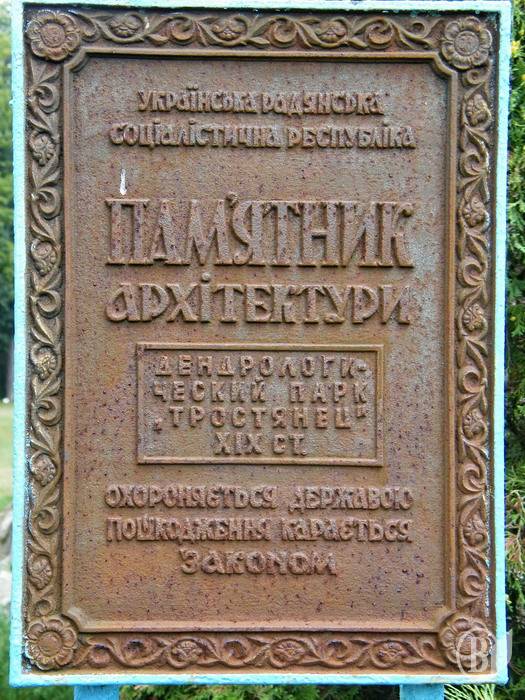 УКРАЇНСЬКА РАДЯНСЬКА
СОЦІАЛІСТИЧНА РЕСПУБЛІКА
ПАМ'ЯТНИК
АРХІТЕКТУРИ
ДЕНДРОЛОГИ-
ЧЕСКИЙ ПАРК
„ТРОСТЯНЕЦ"
XIX СТ.
ОХОРОНЯЄТЬСЯ ДЕРЖАВОЮ
ПОШКОДЖЕННЯ КАРАЄТЬСЯ
ЗАКОНОМ